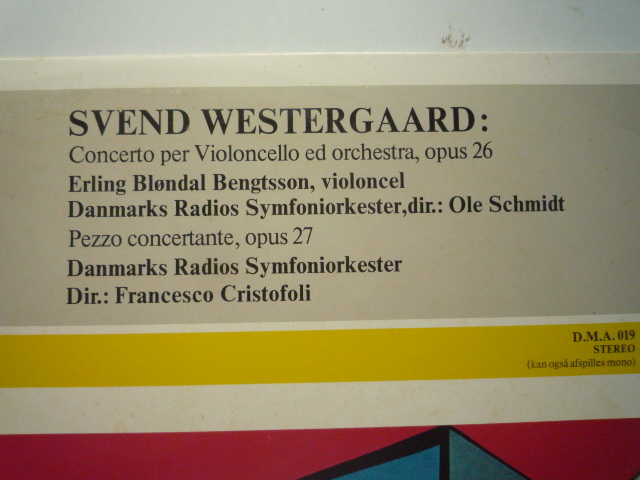 SVEND WESTERGAARD:
Concerto per Violoncello ed orchestra, opus 26
Erling Bløndal Bengtsson, violoncel
Danmarks Radios Symfoniorkester,dir.: Ole Schmidt
Pezzo concertante, opus 27
Danmarks Radios Symfoniorkester
Dir.: Francesco Cristofoli
D.M.A. 019
STEREO
(kan også afspilles mono)